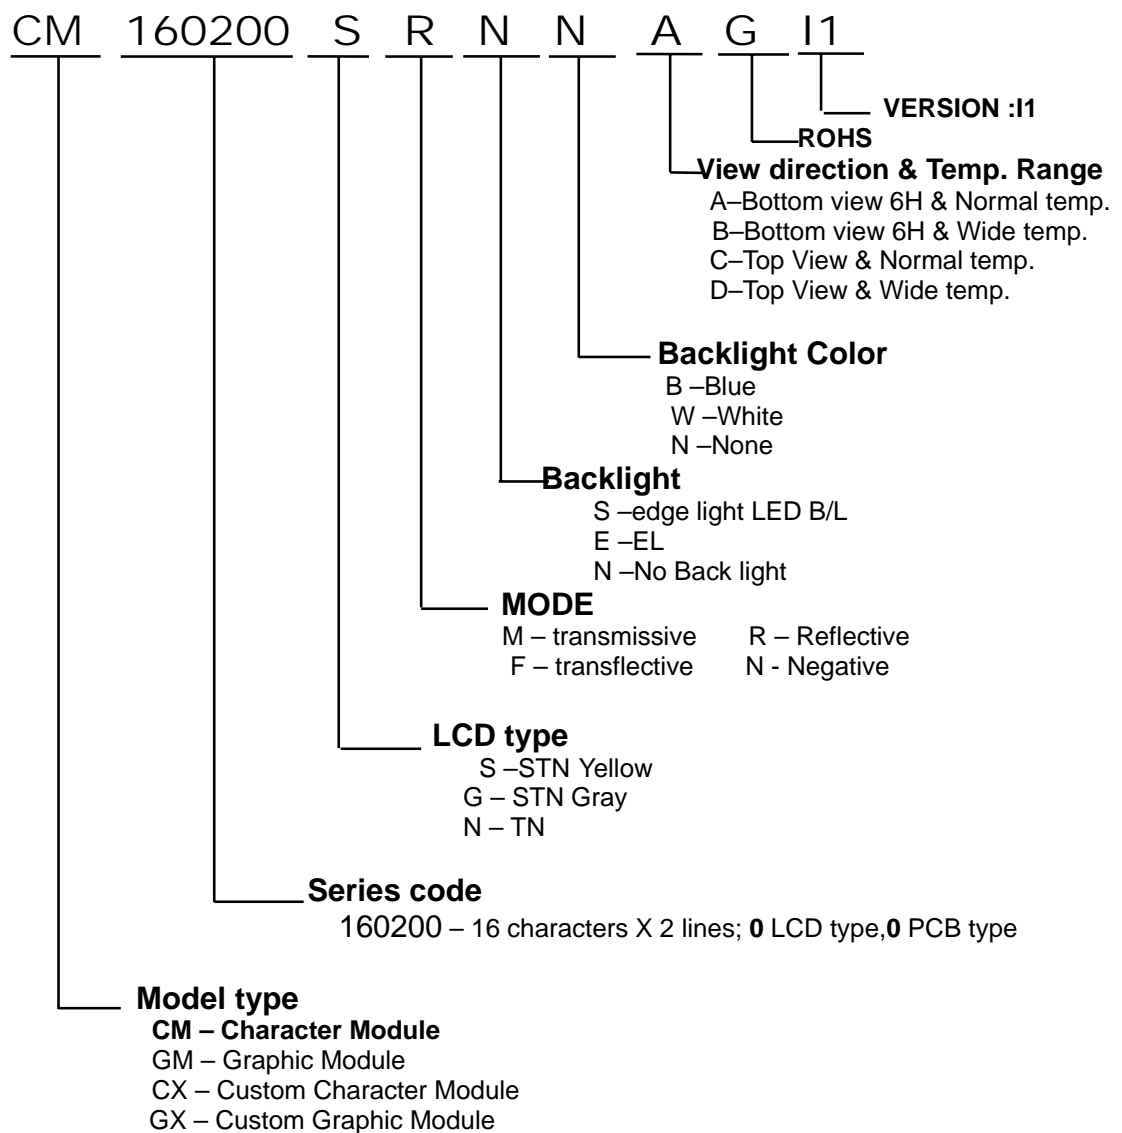 CM 160200 S R N N A G I1
VERSION :I1
ROHS
View direction & Temp. Range
A–Bottom view 6H & Normal temp.
B–Bottom view 6H & Wide temp.
C–Top View & Normal temp.
D–Top View & Wide temp.
Backlight Color
B –Blue
W –White
N –None
Backlight
S –edge light LED B/L
E –EL
N –No Back light
MODE
M – transmissive R – Reflective
F – transflective N - Negative
LCD type
S –STN Yellow
G – STN Gray
N – TN
Series code
160200 – 16 characters X 2 lines; 0 LCD type,0 PCB type
Model type
CM – Character Module
GM – Graphic Module
CX – Custom Character Module
GX – Custom Graphic Module